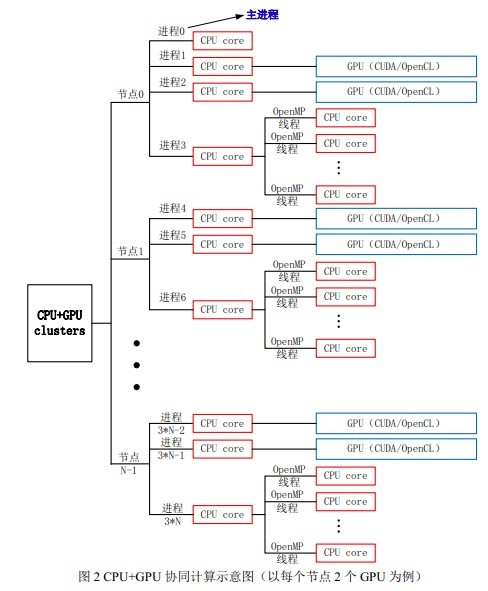 主进程
进程0
CPU core
进程1
CPU core
GPU（CUDA/OpenCL）
进程2
CPU core
GPU（CUDA/OpenCL）
节点0
OpenMP
线程
CPU core
OpenMP
线程
CPU core
进程3
CPU core
OpenMP
线程
CPU core
进程4
CPU core
GPU（CUDA/OpenCL）
进程5
CPU core
GPU（CUDA/OpenCL）
节点1
OpenMP
线程
CPU core
OpenMP
线程
CPU core
进程6
CPU core
OpenMP
线程
CPU core
CPU+GPU
clusters
进程
3*N-2
CPU core
GPU（CUDA/OpenCL）
进程
3*N-1
CPU core
GPU（CUDA/OpenCL）
节点
N-1
OpenMP
线程
CPU core
OpenMP
线程
CPU core
进程
3*N
CPU core
OpenMP
线程
CPU core
图 2 CPU+GPU 协同计算示意图（以每个节点 2 个 GPU 为例）